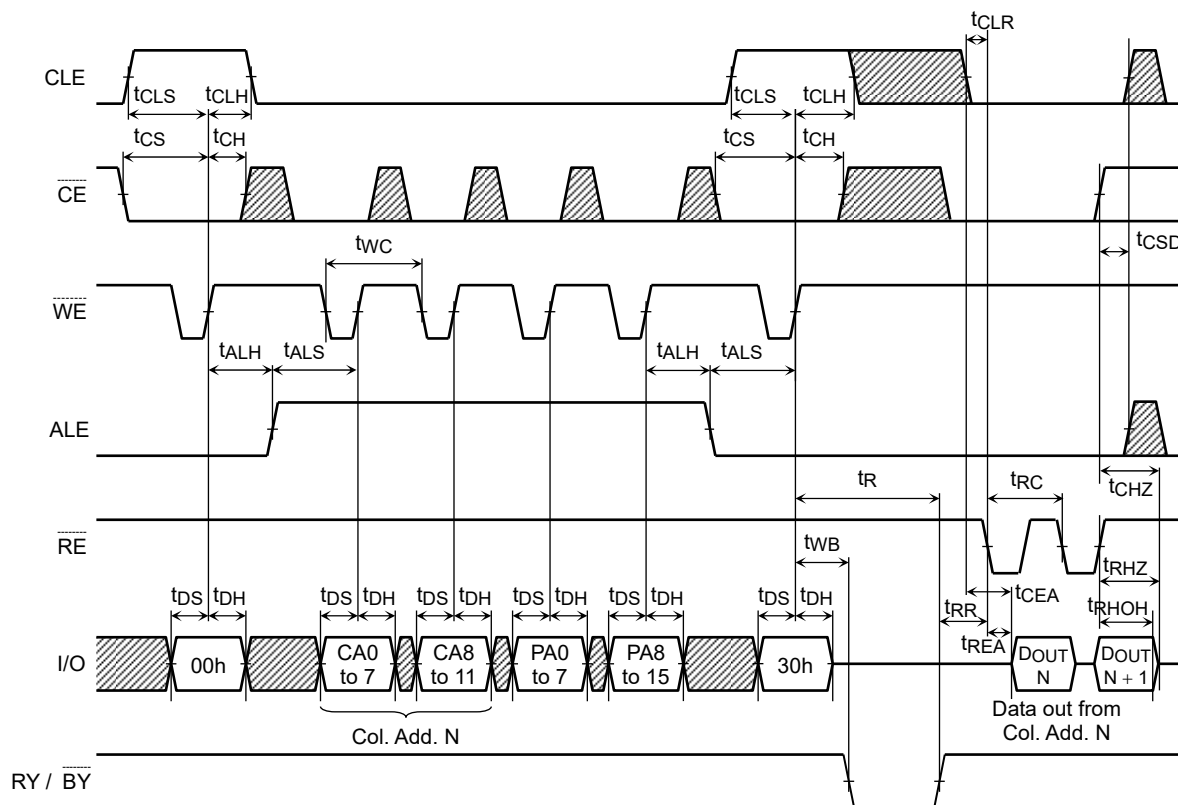 tCLR
CLE
tCLS tCLH tCLS tCLH
tCS tCH tCS tCH
CE
tCSD
tWC
WE
tALH tALS tALH tALS
ALE
tR tRC tCHZ
RE
tWB tRHZ
tCEA
tDS tDH tDS tDH tDS tDH tDS tDH tDS tDH tDS tDH tRR tRHOH
tREA
I/O 00h CA0 to 7 CA8 to 11 PA0 to 7 PA8 to 15 30h DOUT N DOUT N + 1
Data out from
Col. Add. N Col. Add. N
RY / BY